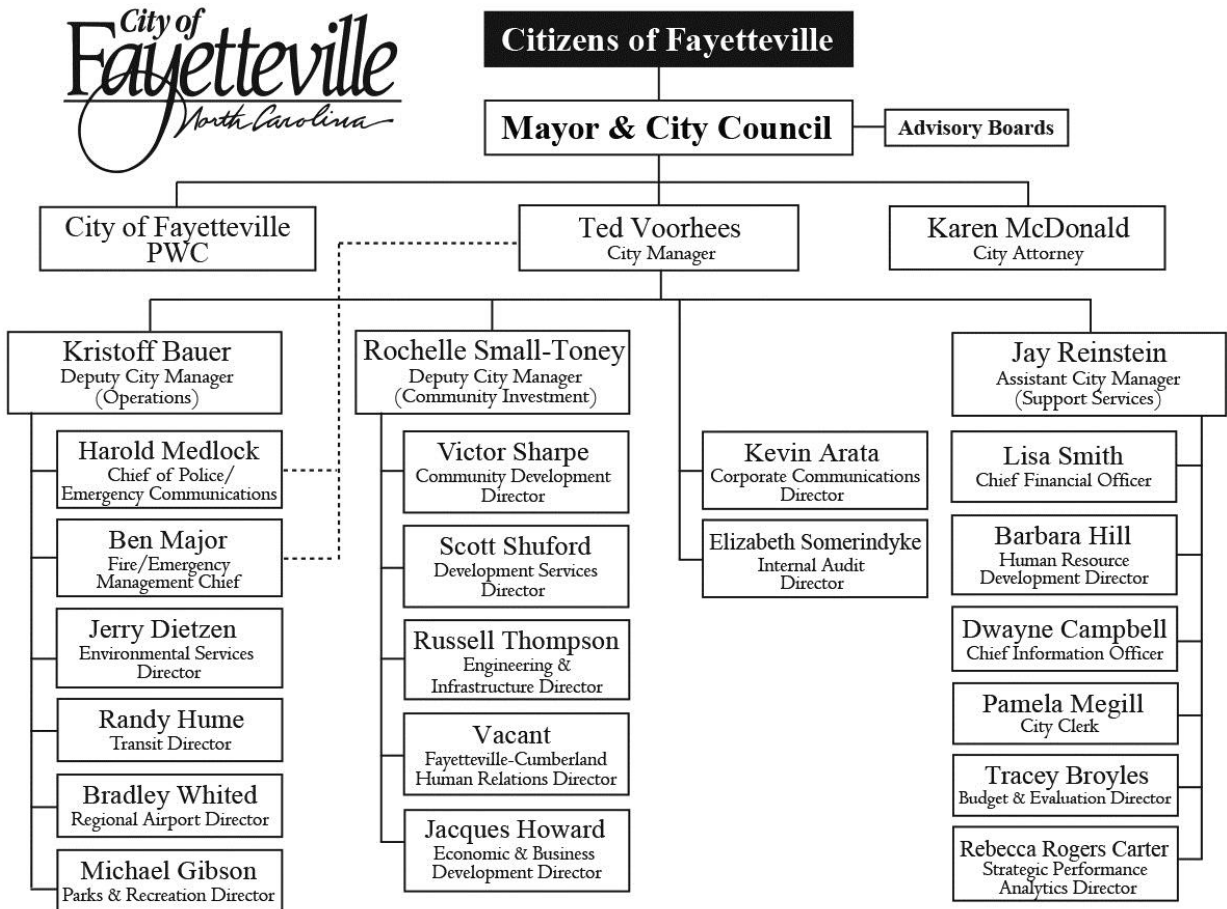 City of
Fayetteville
North Carolina
Citizens of Fayetteville
Mayor & City Council
Advisory Boards
City of Fayetteville
PWC
Ted Voorhees
City Manager
Karen McDonald
City Attorney
Kristoff Bauer
Deputy City Manager
(Operations)
Harold Medlock
Chief of Police/
Emergency Communications
Ben Major
Fire/Emergency
Management Chief
Jerry Dietzen
Environmental Services
Director
Randy Hume
Transit Director
Bradley Whited
Regional Airport Director
Michael Gibson
Parks & Recreation Director
Rochelle Small-Toney
Deputy City Manager
(Community Investment)
Victor Sharpe
Community Development
Director
Scott Shuford
Development Services
Director
Russell Thompson
Engineering &
Infrastructure Director
Vacant
Fayetteville-Cumberland
Human Relations Director
Jacques Howard
Economic & Business
Development Director
Kevin Arata
Corporate Communications
Director
Elizabeth Somerindyke
Internal Audit
Director
Jay Reinstein
Assistant City Manager
(Support Services)
Lisa Smith
Chief Financial Officer
Barbara Hill
Human Resource
Development Director
Dwayne Campbell
Chief Information Officer
Pamela Megill
City Clerk
Tracey Broyles
Budget & Evaluation Director
Rebecca Rogers Carter
Strategic Performance
Analytics Director